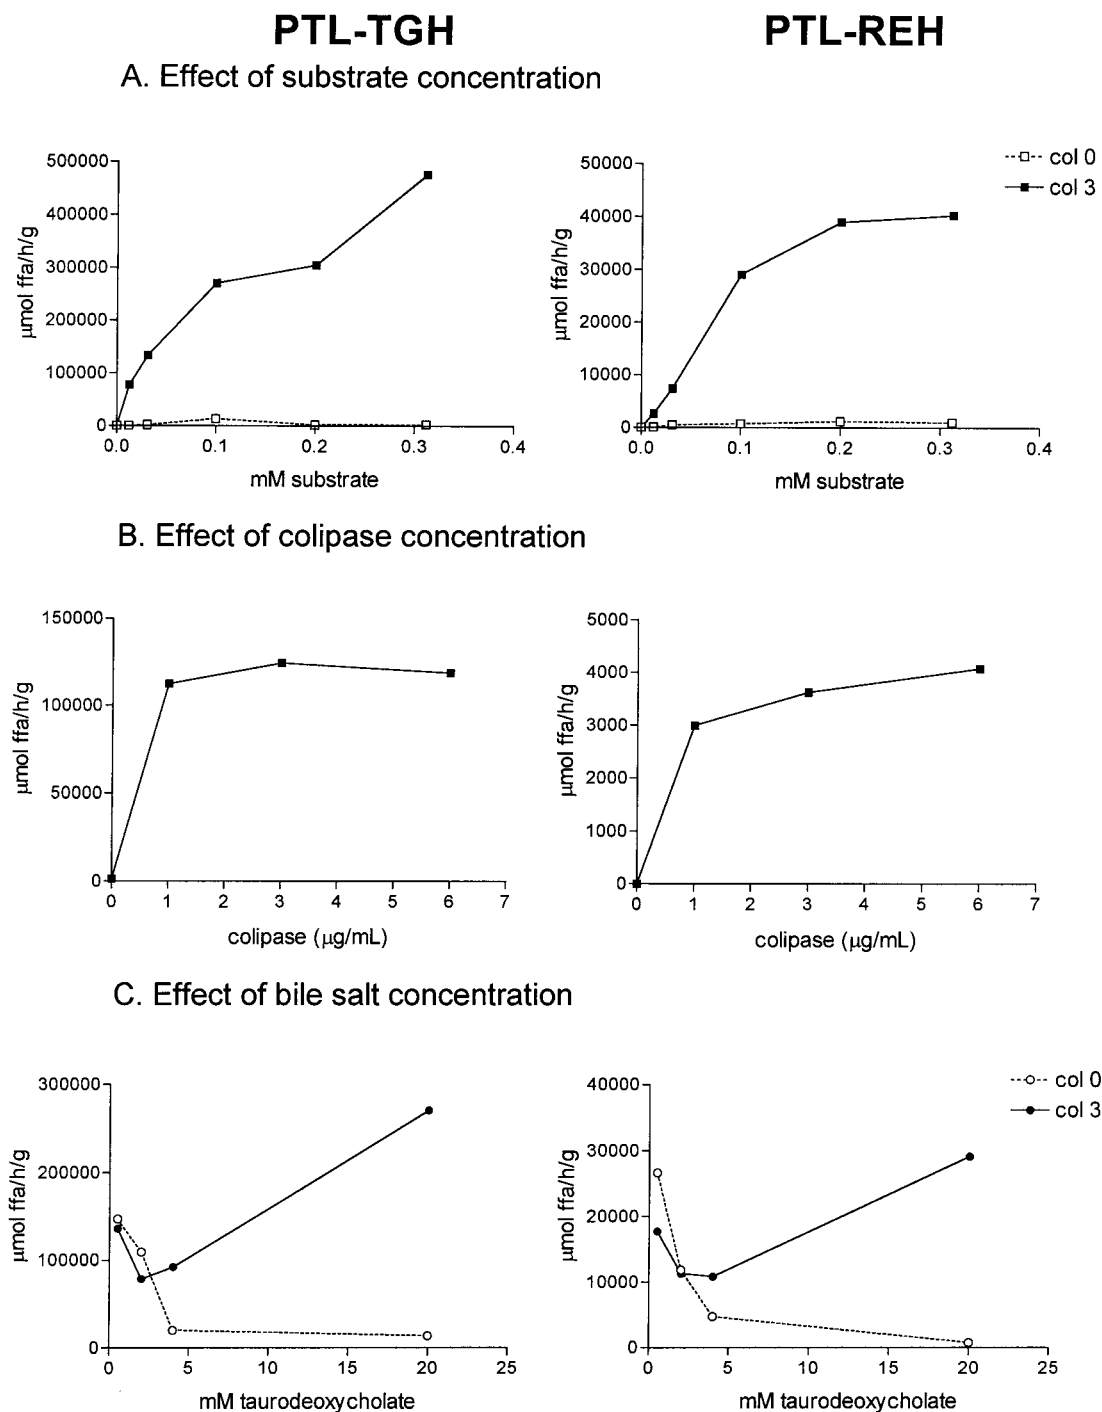 PTL-TGH PTL-REH
A. Effect of substrate concentration
500000
400000
300000
200000
100000
0
µmol ffa/h/g
0.0 0.1 0.2 0.3 0.4
mM substrate
50000
40000
30000
20000
10000
0
µmol ffa/h/g
0.0 0.1 0.2 0.3 0.4
mM substrate
col 0
col 3
B. Effect of colipase concentration
150000
100000
50000
0
µmol ffa/h/g
0 1 2 3 4 5 6 7
colipase (µg/mL)
5000
4000
3000
2000
1000
0
µmol ffa/h/g
0 1 2 3 4 5 6 7
colipase (µg/mL)
C. Effect of bile salt concentration
300000
200000
100000
0
µmol ffa/h/g
0 5 10 15 20 25
mM taurodeoxycholate
40000
30000
20000
10000
0
µmol ffa/h/g
0 5 10 15 20 25
mM taurodeoxycholate
col 0
col 3